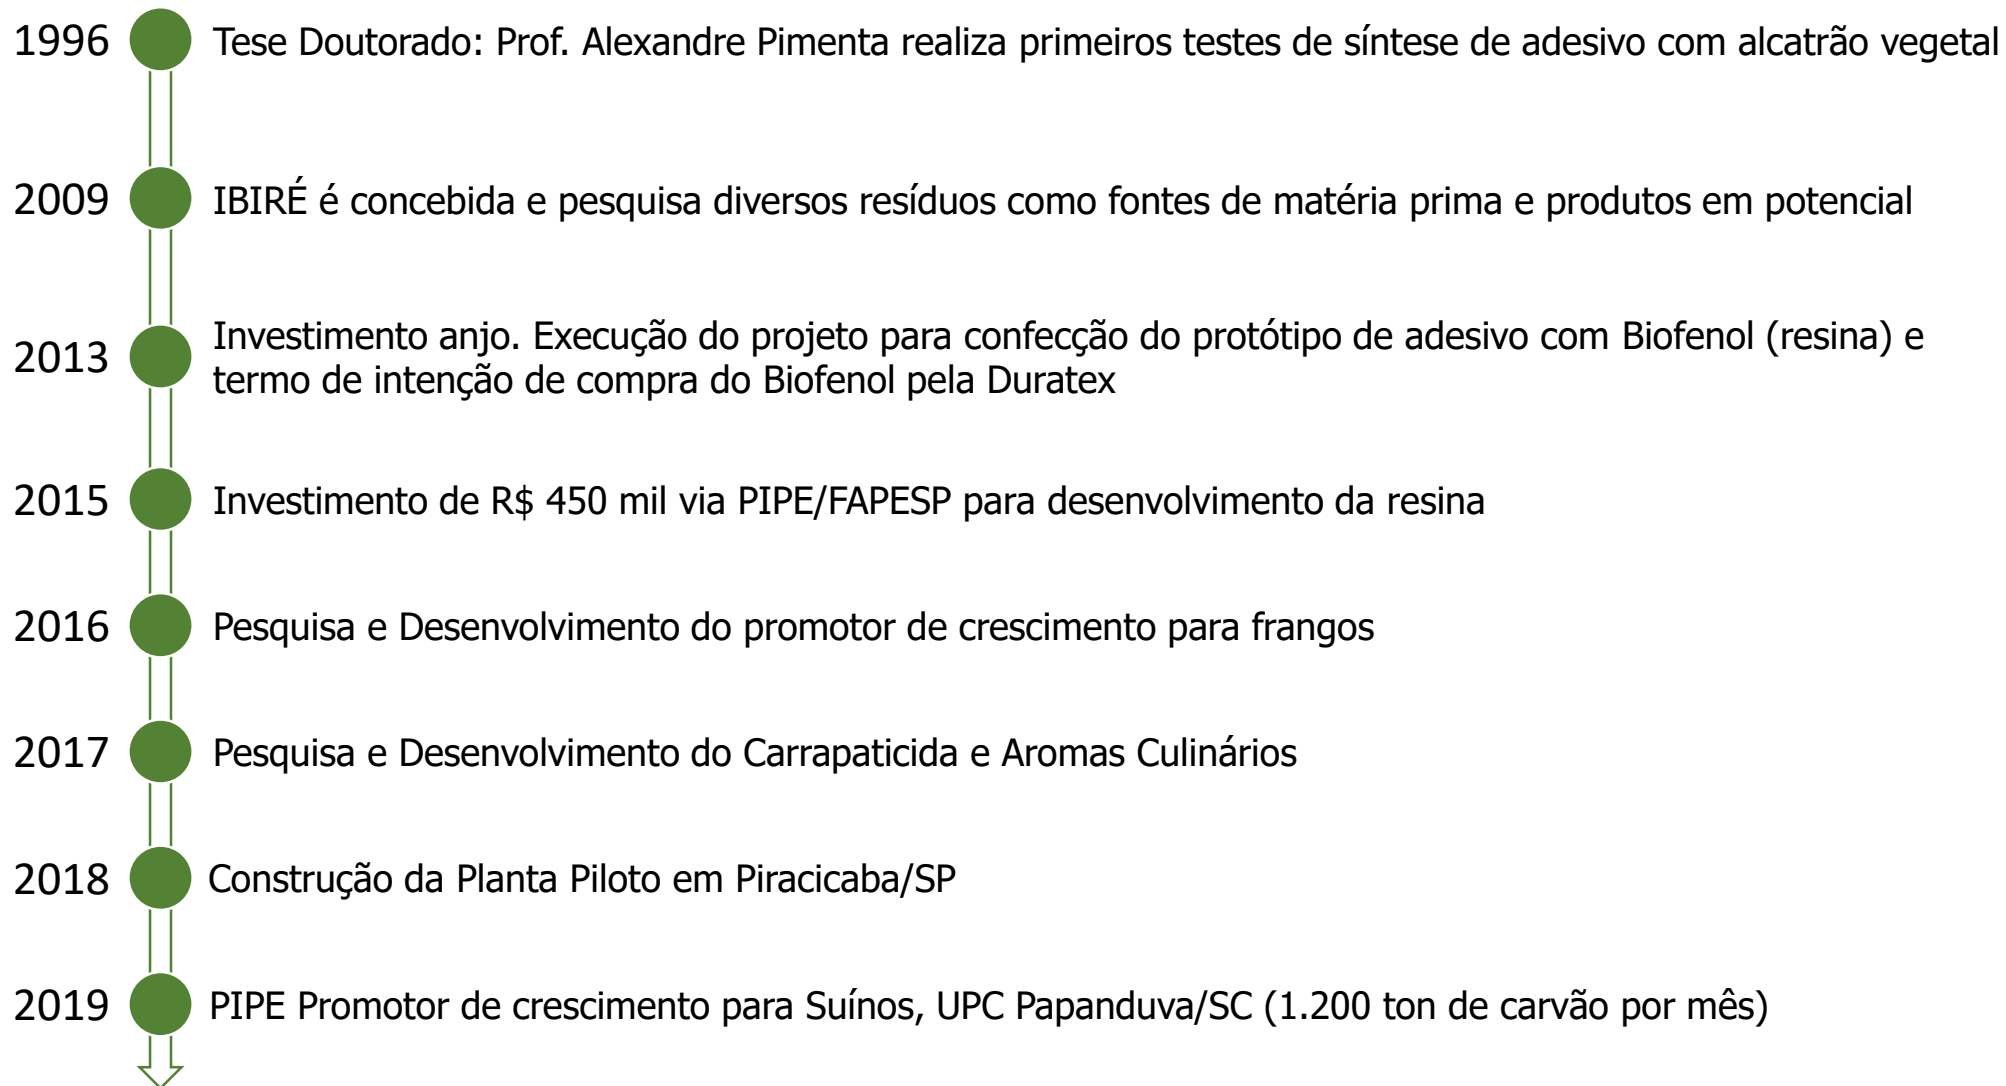 1996 Tese Doutorado: Prof. Alexandre Pimenta realiza primeiros testes de síntese de adesivo com alcatrão vegetal
2009 IBIRÉ é concebida e pesquisa diversos resíduos como fontes de matéria prima e produtos em potencial
2013 Investimento anjo. Execução do projeto para confecção do protótipo de adesivo com Biofenol (resina) e
termo de intenção de compra do Biofenol pela Duratex
2015 Investimento de R$ 450 mil via PIPE/FAPESP para desenvolvimento da resina
2016 Pesquisa e Desenvolvimento do promotor de crescimento para frangos
2017 Pesquisa e Desenvolvimento do Carrapaticida e Aromas Culinários
2018 Construção da Planta Piloto em Piracicaba/SP
2019 PIPE Promotor de crescimento para Suínos, UPC Papanduva/SC (1.200 ton de carvão por mês)